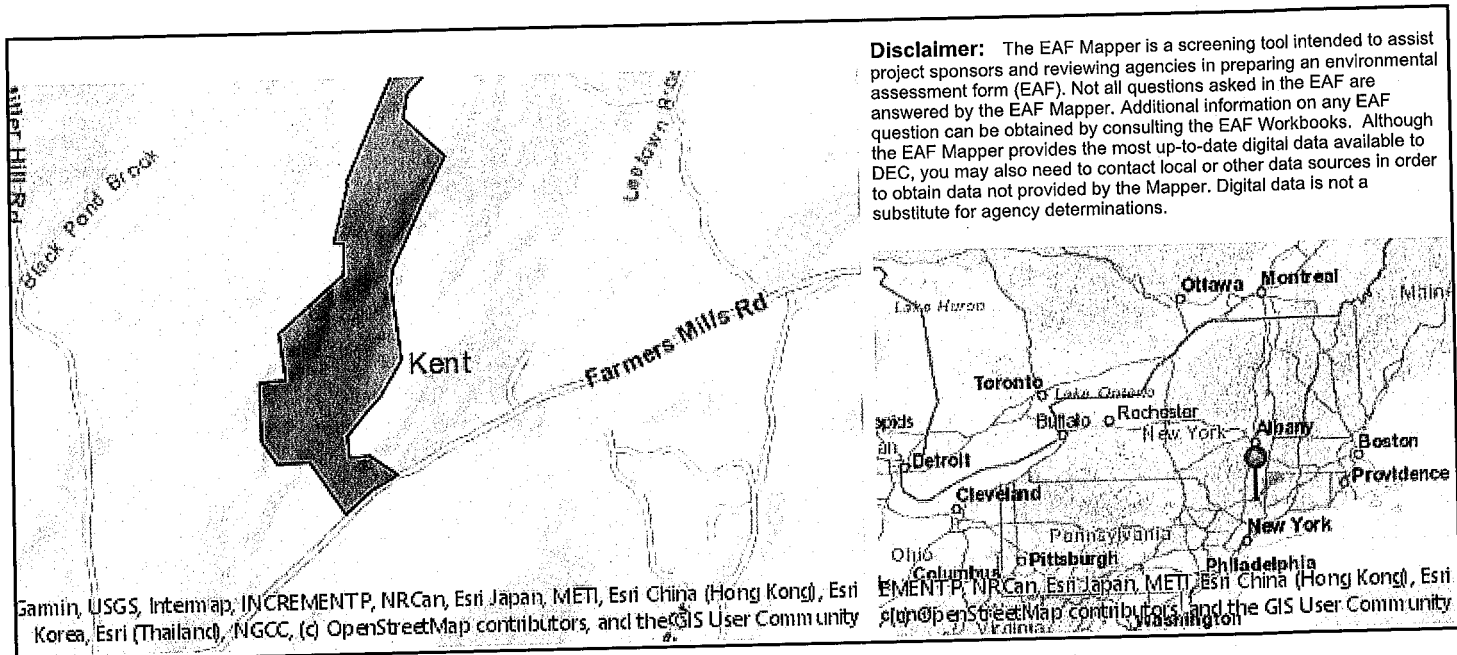 Disclaimer: The EAF Mapper is a screening tool intended to assist
project sponsors and reviewing agencies in preparing an environmental
assessment form (EAF). Not all questions asked in the EAF are
answered by the EAF Mapper. Additional information on any EAF
question can be obtained by consulting the EAF Workbooks. Although
the EAF Mapper provides the most up-to-date digital data available to
DEC, you may also need to contact local or other data sources in order
to obtain data not provided by the Mapper. Digital data is not a
substitute for agency determinations.
Hill Rd
Black Pond Brook
Kent
Farmers Mills Rd
Garmin, USGS, Intermap, INCREMENTP, NRCan, Esri Japan, METI, Esri China (Hong Kong), Esri
Korea, Esri (Thailand), NGCC, (c) OpenStreetMap contributors, and the GIS User Community
Ottawa
Montreal
Lake Huron
Toronto
Lake Ontario
Rochester
Buffalo
New York
Albany
Boston
Detroit
Providence
Cleveland
New York
Pennsylvania
Ohio
Pittsburgh
Philadelphia
Columbus
EMENTP, NRCan, Esri Japan, METI, Esri China (Hong Kong), Esri
OpenStreetMap contributors, and the GIS User Community
Virginia
Washington